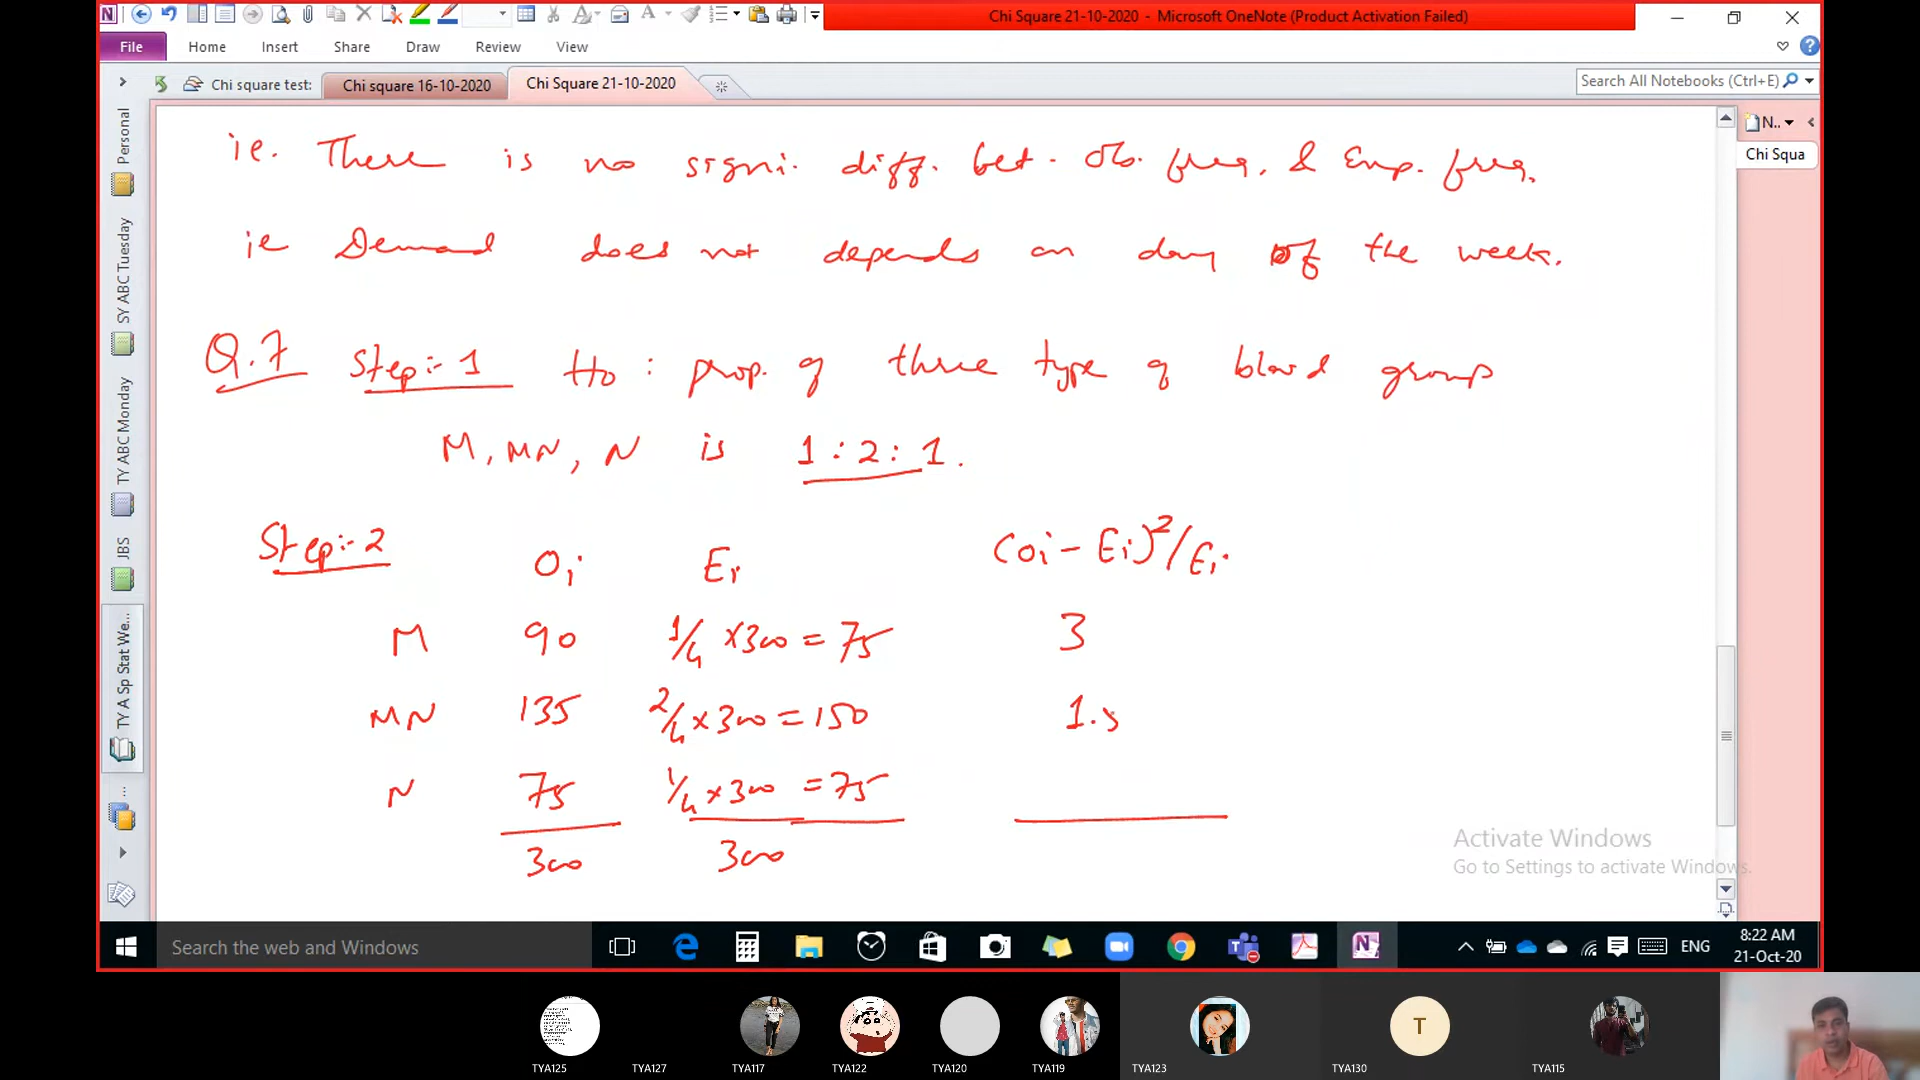 Chi Square 21-10-2020 - Microsoft OneNote (Product Activation Failed)
File Home Insert Share Draw Review View
Chi square test: Chi square 16-10-2020 Chi Square 21-10-2020
Search All Notebooks (Ctrl+E)
N..
Chi Squa
Personal
SY ABC Tuesday
TY ABC Monday
JBS
TY A Sp Stat We...
ie. There is no signi. diff. bet. Ob. freq. & Exp. freq.
ie Demand does not depends on day of the week.
Q.7 Step:-1 Ho : prop. of three type of blood group
M, MN, N is 1 : 2 : 1.
Step:-2 Oi Ei (Oi - Ei)²/Ei
M 90 1/4 ×300 = 75 3
MN 135 2/4 ×300 = 150 1.5
N 75 1/4 ×300 = 75
300 300
Activate Windows
Go to Settings to activate Windows.
Search the web and Windows
ENG
8:22 AM
21-Oct-20
T
TYA125 TYA127 TYA117 TYA122 TYA120 TYA119 TYA123 TYA130 TYA115